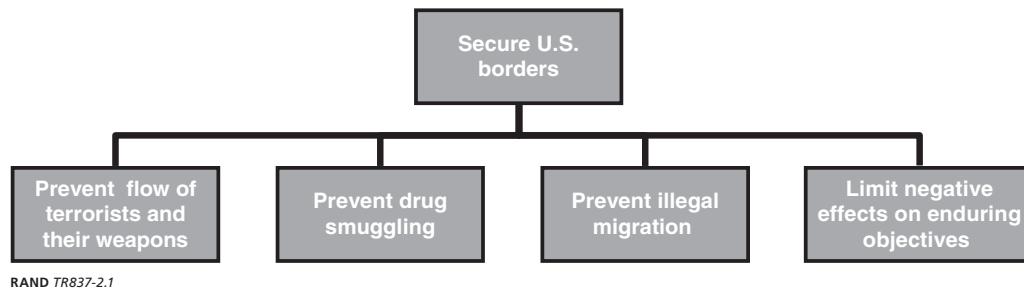 Secure U.S.
borders
Prevent flow of
terrorists and
their weapons
Prevent drug
smuggling
Prevent illegal
migration
Limit negative
effects on enduring
objectives
RAND TR837-2.1